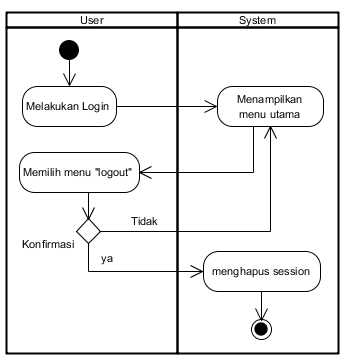 User
System
Melakukan Login
Menampilkan
menu utama
Memilih menu "logout"
Tidak
Konfirmasi
ya
menghapus session